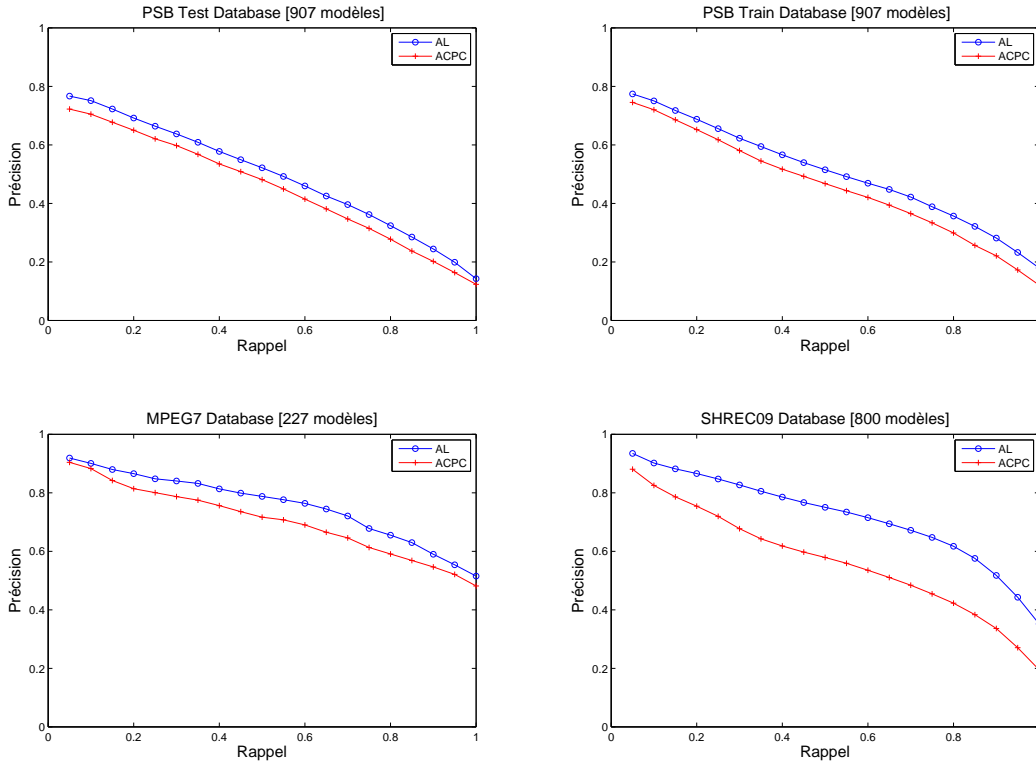 PSB Test Database [907 modèles]
1
0.8
0.6
0.4
0.2
0
Précision
0 0.2 0.4 0.6 0.8 1
Rappel
AL
ACPC
PSB Train Database [907 modèles]
1
0.8
0.6
0.4
0.2
0
Précision
0 0.2 0.4 0.6 0.8
Rappel
AL
ACPC
MPEG7 Database [227 modèles]
1
0.8
0.6
0.4
0.2
0
Précision
0 0.2 0.4 0.6 0.8 1
Rappel
AL
ACPC
SHREC09 Database [800 modèles]
1
0.8
0.6
0.4
0.2
0
Précision
0 0.2 0.4 0.6 0.8
Rappel
AL
ACPC